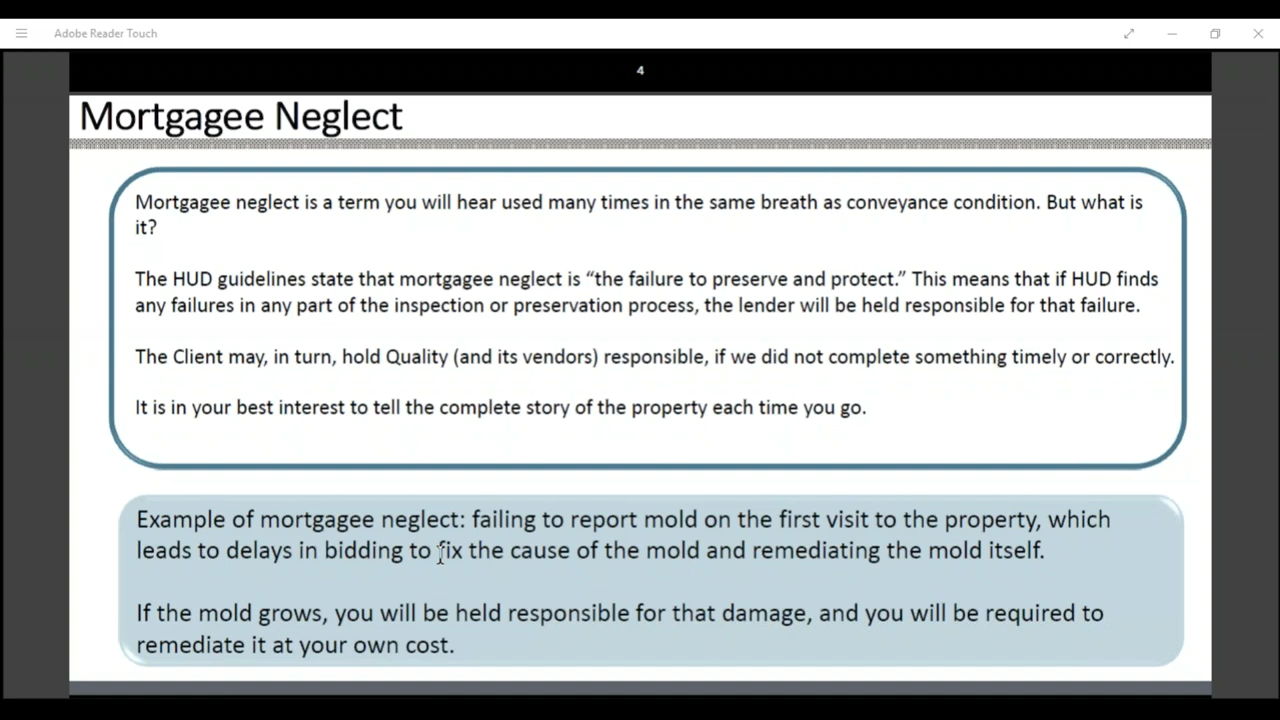 Adobe Reader Touch
4
Mortgagee Neglect
Mortgagee neglect is a term you will hear used many times in the same breath as conveyance condition. But what is
it?
The HUD guidelines state that mortgagee neglect is “the failure to preserve and protect.” This means that if HUD finds
any failures in any part of the inspection or preservation process, the lender will be held responsible for that failure.
The Client may, in turn, hold Quality (and its vendors) responsible, if we did not complete something timely or correctly.
It is in your best interest to tell the complete story of the property each time you go.
Example of mortgagee neglect: failing to report mold on the first visit to the property, which
leads to delays in bidding to fix the cause of the mold and remediating the mold itself.
If the mold grows, you will be held responsible for that damage, and you will be required to
remediate it at your own cost.